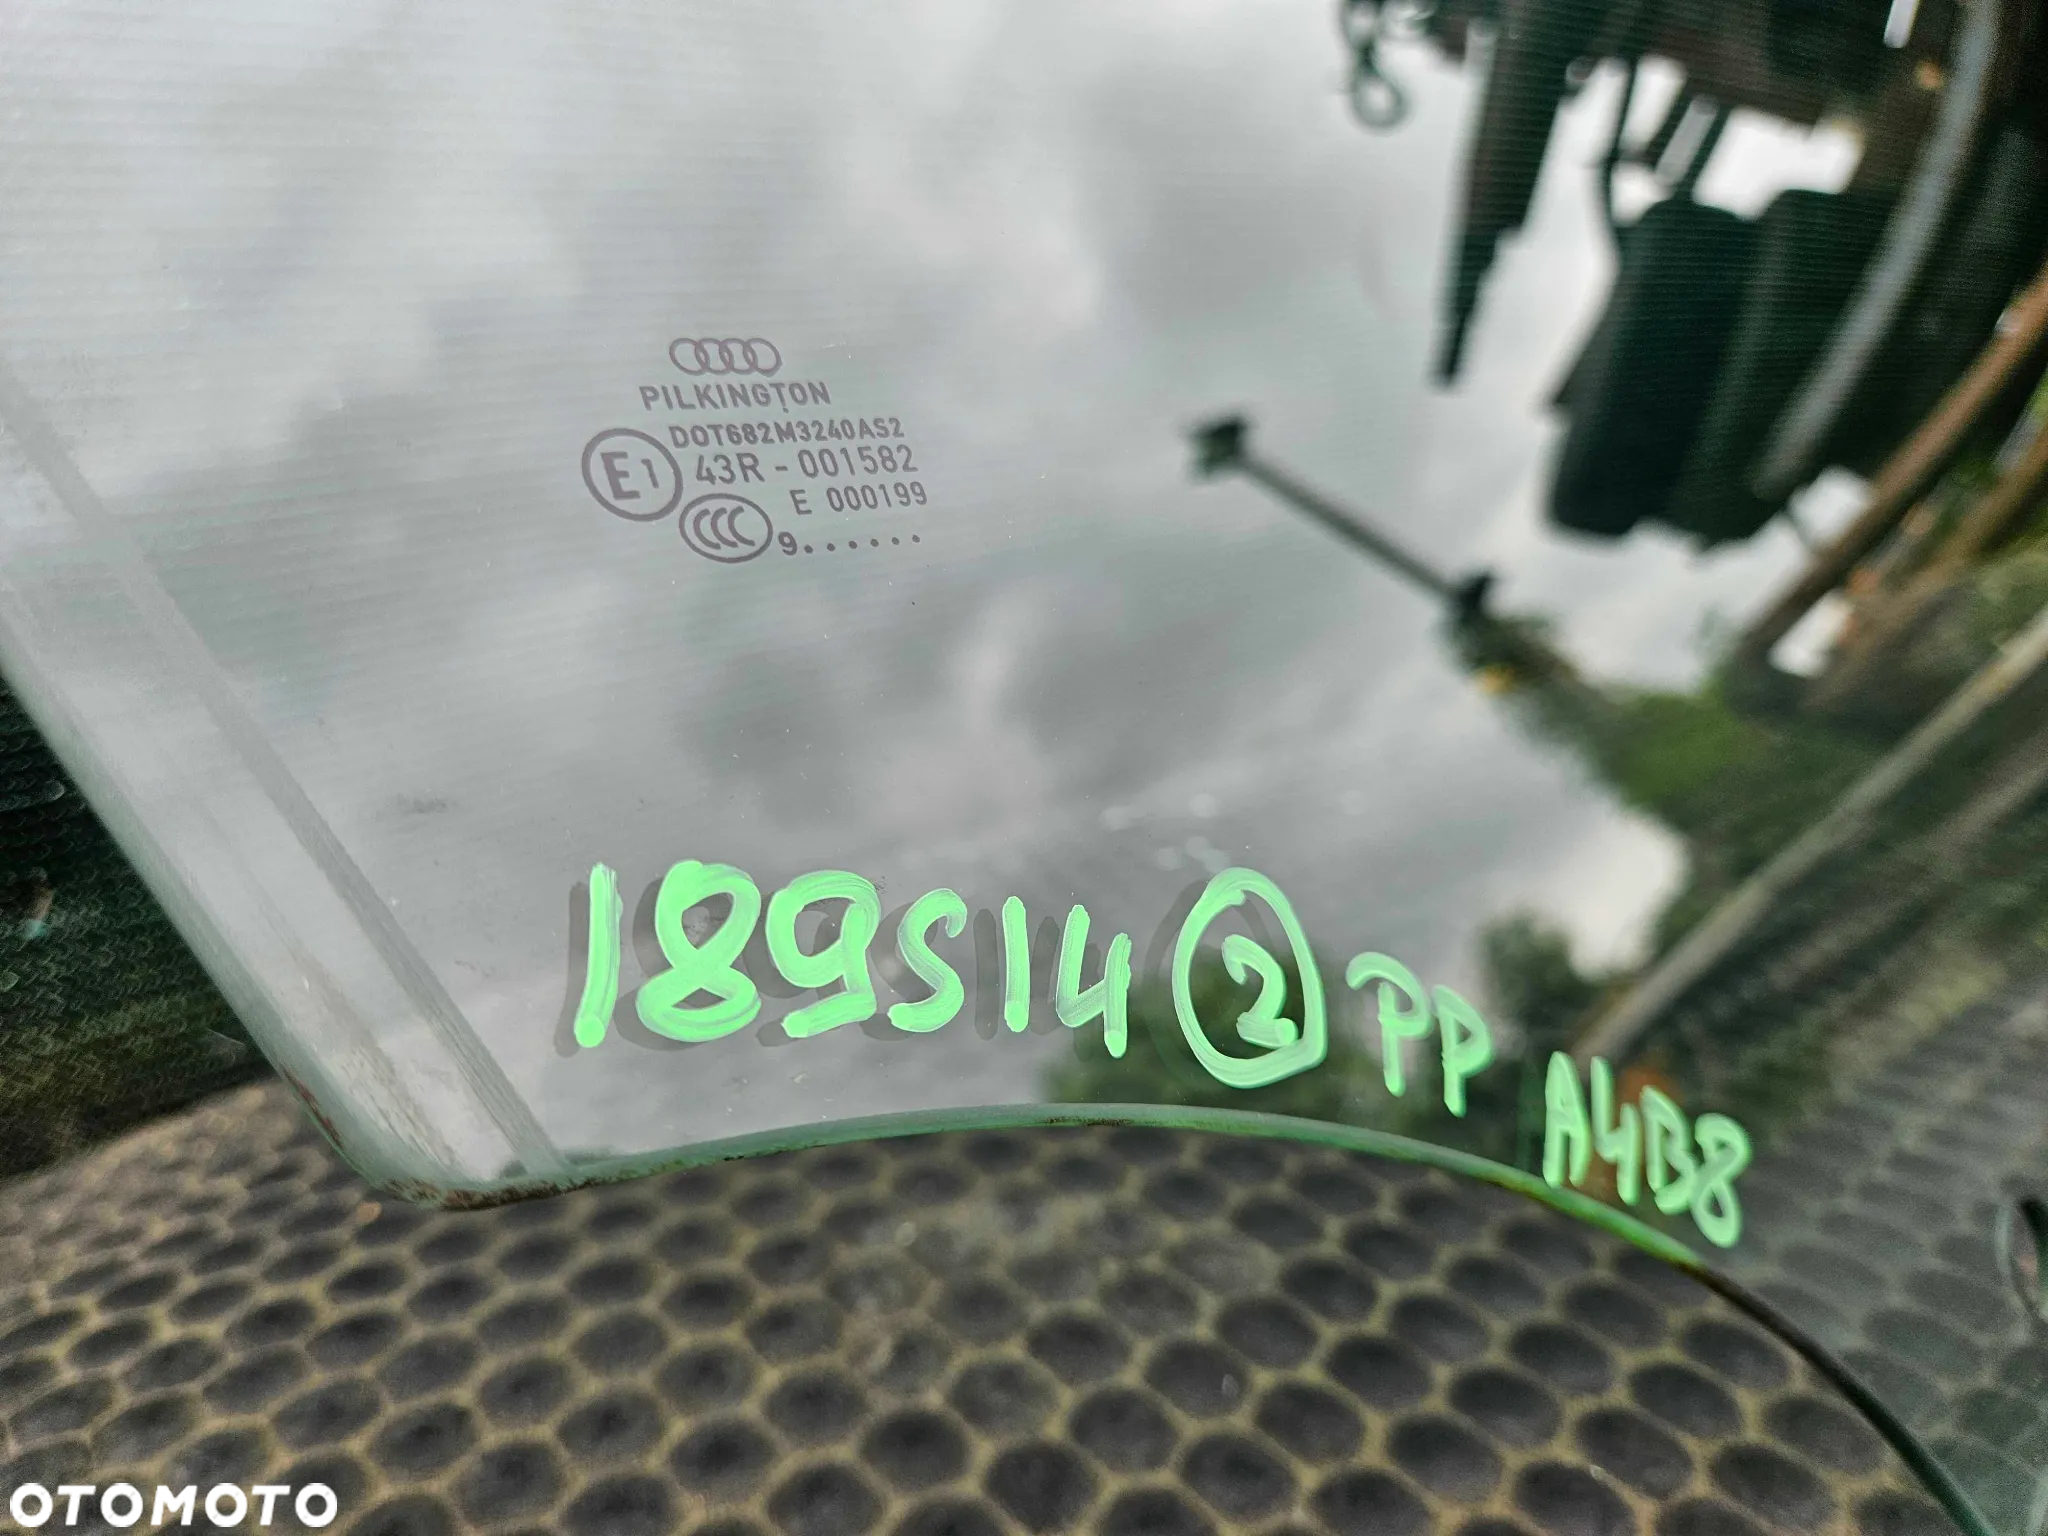 PILKINGTON
DOT682M3240AS2
E1 43R - 001582
E 000199
CCC 9......
189S14 2 PP
A4B8
OTOMOTO